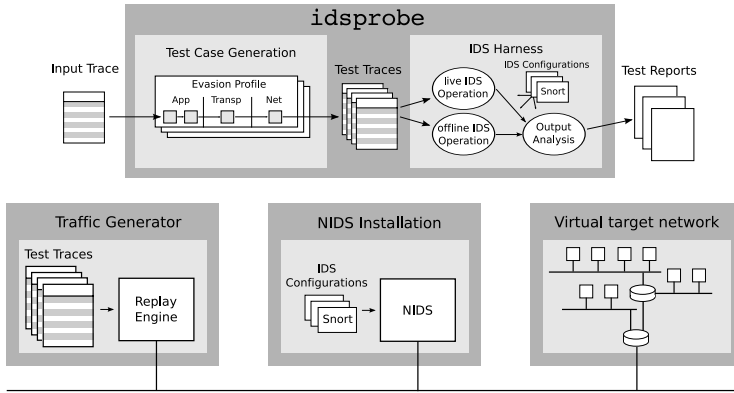 idsprobe
Test Case Generation
IDS Harness
Input Trace
Evasion Profile
App
Transp
Net
Test Traces
live IDS
Operation
offline IDS
Operation
IDS Configurations
Snort
Output
Analysis
Test Reports
Traffic Generator
Test Traces
Replay
Engine
NIDS Installation
IDS
Configurations
Snort
NIDS
Virtual target network